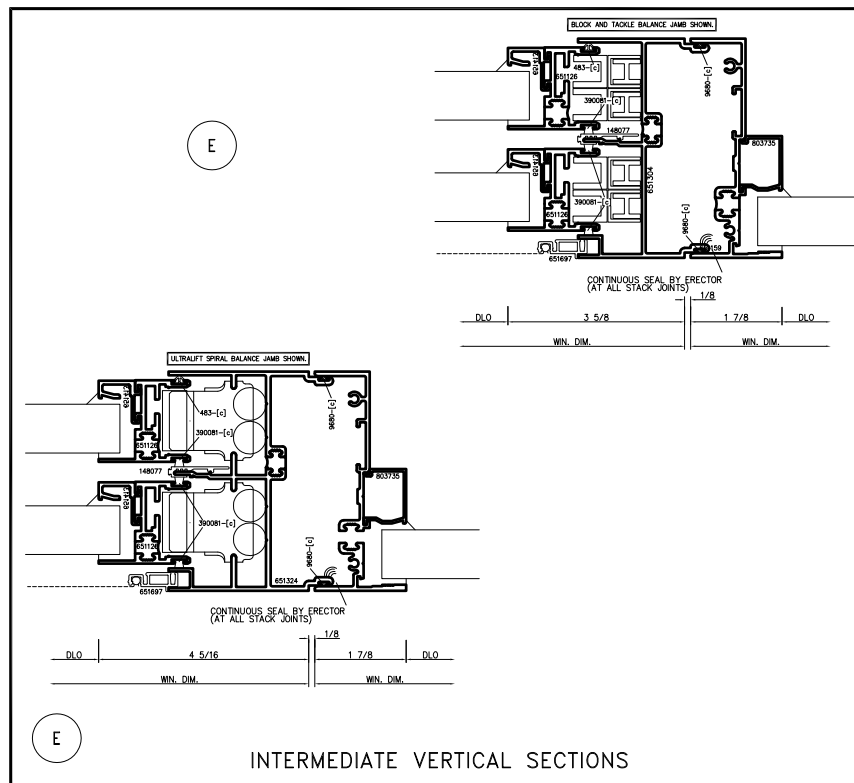 BLOCK AND TACKLE BALANCE JAMB SHOWN.
483-[c]
651126
9680-[c]
390081-[c]
148077
803735
651304
390081-[c]
651126
9680-[c]
651697
CONTINUOUS SEAL BY ERECTOR
(AT ALL STACK JOINTS)
1/8
DLO 3 5/8 1 7/8 DLO
WIN. DIM. WIN. DIM.
E
ULTRALIFT SPIRAL BALANCE JAMB SHOWN.
483-[c]
9680-[c]
390081-[c]
651126
148077
803735
390081-[c]
651126
9680-[c]
651324
651697
CONTINUOUS SEAL BY ERECTOR
(AT ALL STACK JOINTS)
1/8
DLO 4 5/16 1 7/8 DLO
WIN. DIM. WIN. DIM.
E
INTERMEDIATE VERTICAL SECTIONS